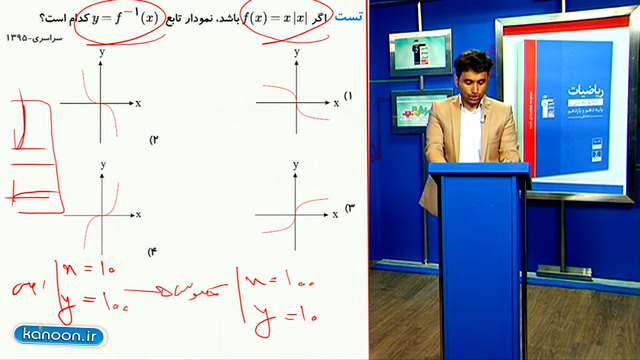 تست اگر f(x) = x|x| باشد، نمودار تابع y = f⁻¹(x) کدام است؟
سراسری-۱۳۹۵
y
x
(۱
y
x
(۲
y
x
(۳
y
x
(۴
x = 10
y = 100
x = 100
y = 10
kanoon.ir
ریاضیات